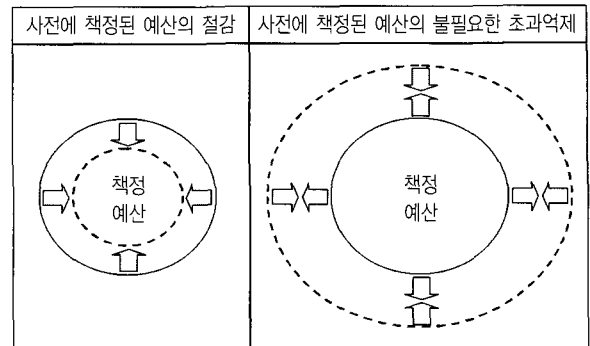 사전에 책정된 예산의 절감
사전에 책정된 예산의 불필요한 초과억제
책정
예산
책정
예산